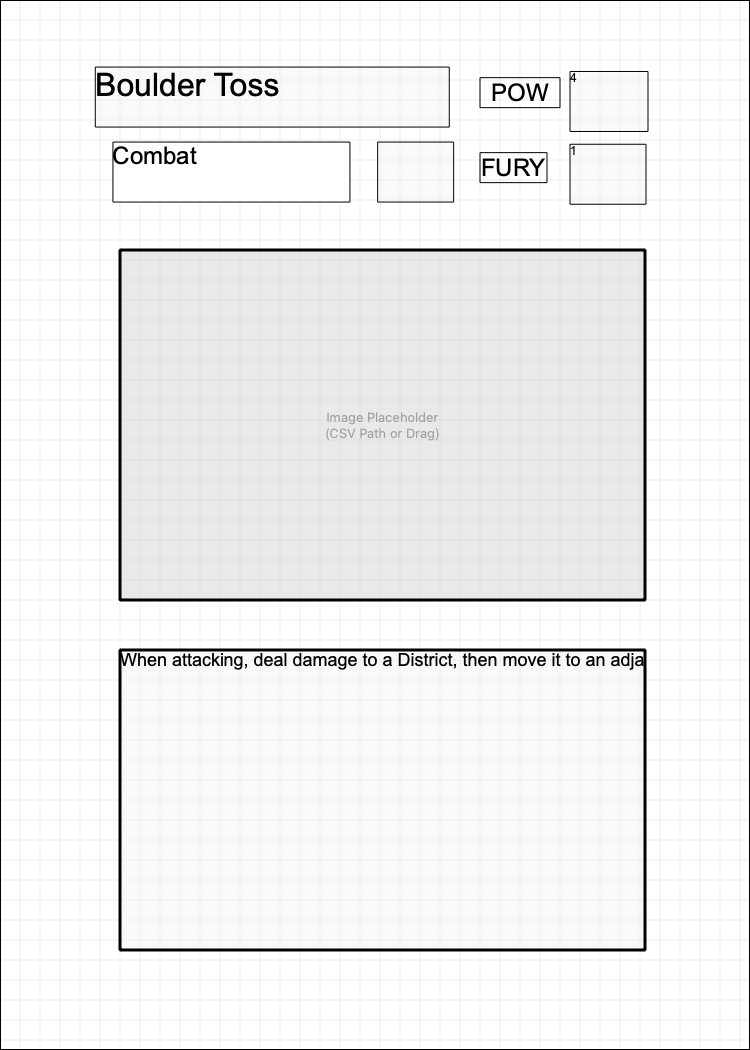 Boulder Toss
POW
4
Combat
FURY
1
Image Placeholder
(CSV Path or Drag)
When attacking, deal damage to a District, then move it to an adja